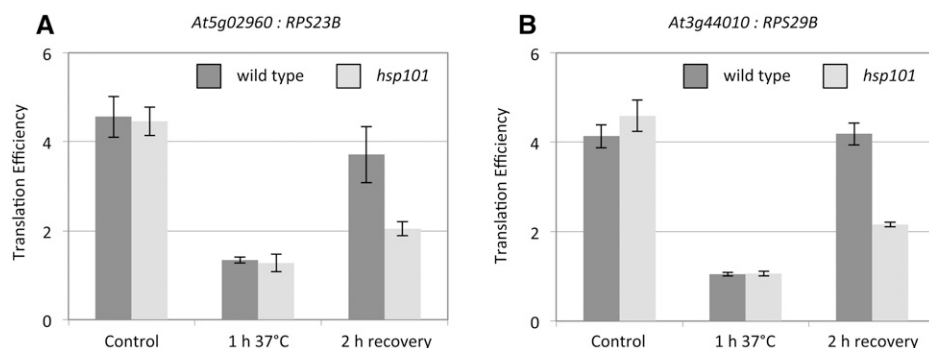 A
At5g02960 : RPS23B
6
4
2
0
Translation Efficiency
wild type
hsp101
Control
1 h 37°C
2 h recovery
B
At3g44010 : RPS29B
6
4
2
0
Translation Efficiency
wild type
hsp101
Control
1 h 37°C
2 h recovery